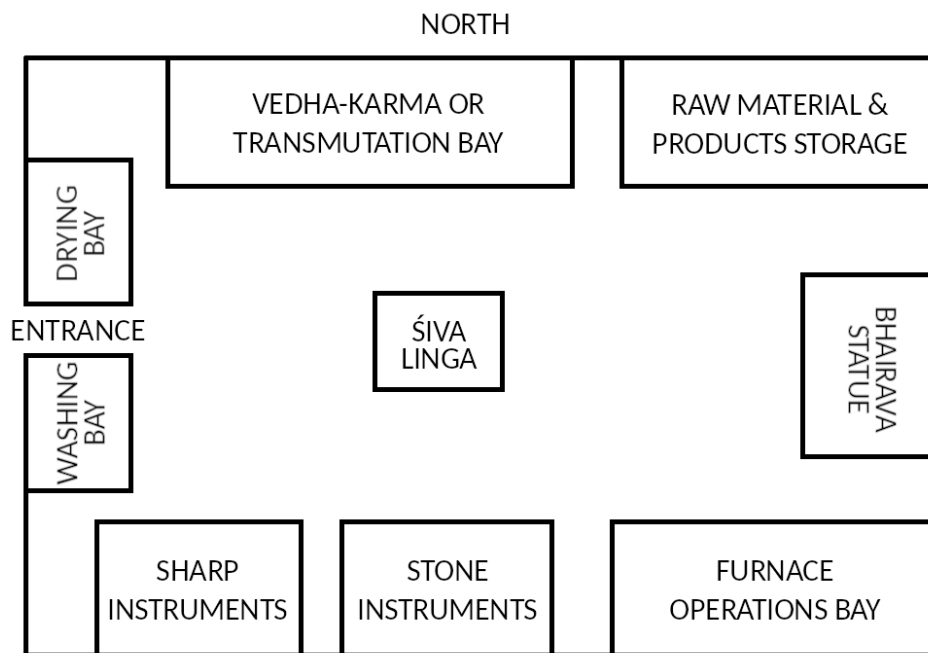 NORTH
VEDHA-KARMA OR
TRANSMUTATION BAY
RAW MATERIAL &
PRODUCTS STORAGE
DRYING
BAY
ENTRANCE
WASHING
BAY
ŚIVA
LINGA
BHAIRAVA
STATUE
SHARP
INSTRUMENTS
STONE
INSTRUMENTS
FURNACE
OPERATIONS BAY